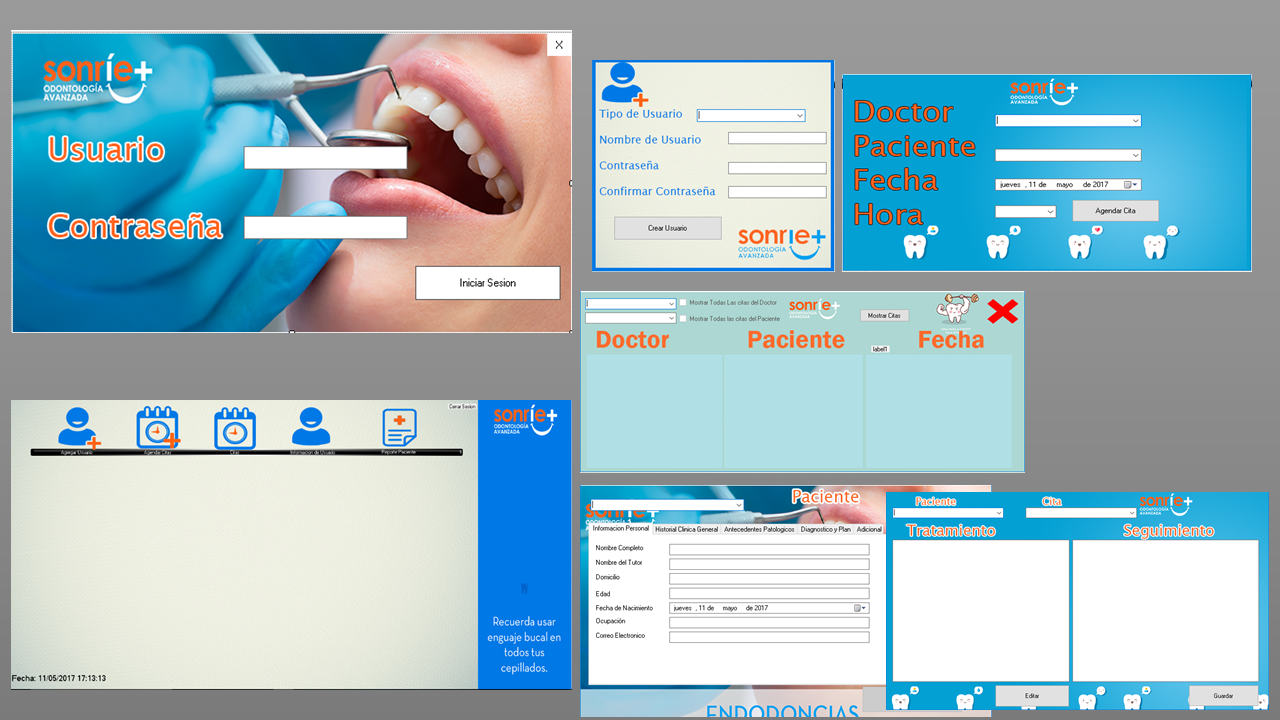 X
sonríe+
ODONTOLOGÍA
AVANZADA
Usuario
Contraseña
Iniciar Sesion
Tipo de Usuario
Nombre de Usuario
Contraseña
Confirmar Contraseña
Crear Usuario
sonríe+
ODONTOLOGÍA
AVANZADA
sonríe+
ODONTOLOGÍA
AVANZADA
Doctor
Paciente
Fecha
jueves , 11 de mayo de 2017
Hora
Agendar Cita
Mostrar Todas Las citas del Doctor
Mostrar Todas las citas del Paciente
sonríe+
Mostrar Citas
Doctor
Paciente
Fecha
label1
Cerrar Sesion
Agregar Usuario
Agendar Citas
Citas
Informacion de Usuario
Reporte Paciente
sonríe+
ODONTOLOGÍA
AVANZADA
Recuerda usar
enguaje bucal en
todos tus
cepillados.
Fecha: 11/05/2017 17:13:13
Paciente
Informacion Personal
Historial Clinica General
Antecedentes Patologicos
Diagnostico y Plan
Adicional
Nombre Completo
Nombre del Tutor
Domicilio
Edad
Fecha de Nacimiento
jueves , 11 de mayo de 2017
Ocupación
Correo Electronico
ENDODONCIAS
Paciente
Cita
sonríe+
ODONTOLOGÍA
AVANZADA
Tratamiento
Seguimiento
Editar
Guardar